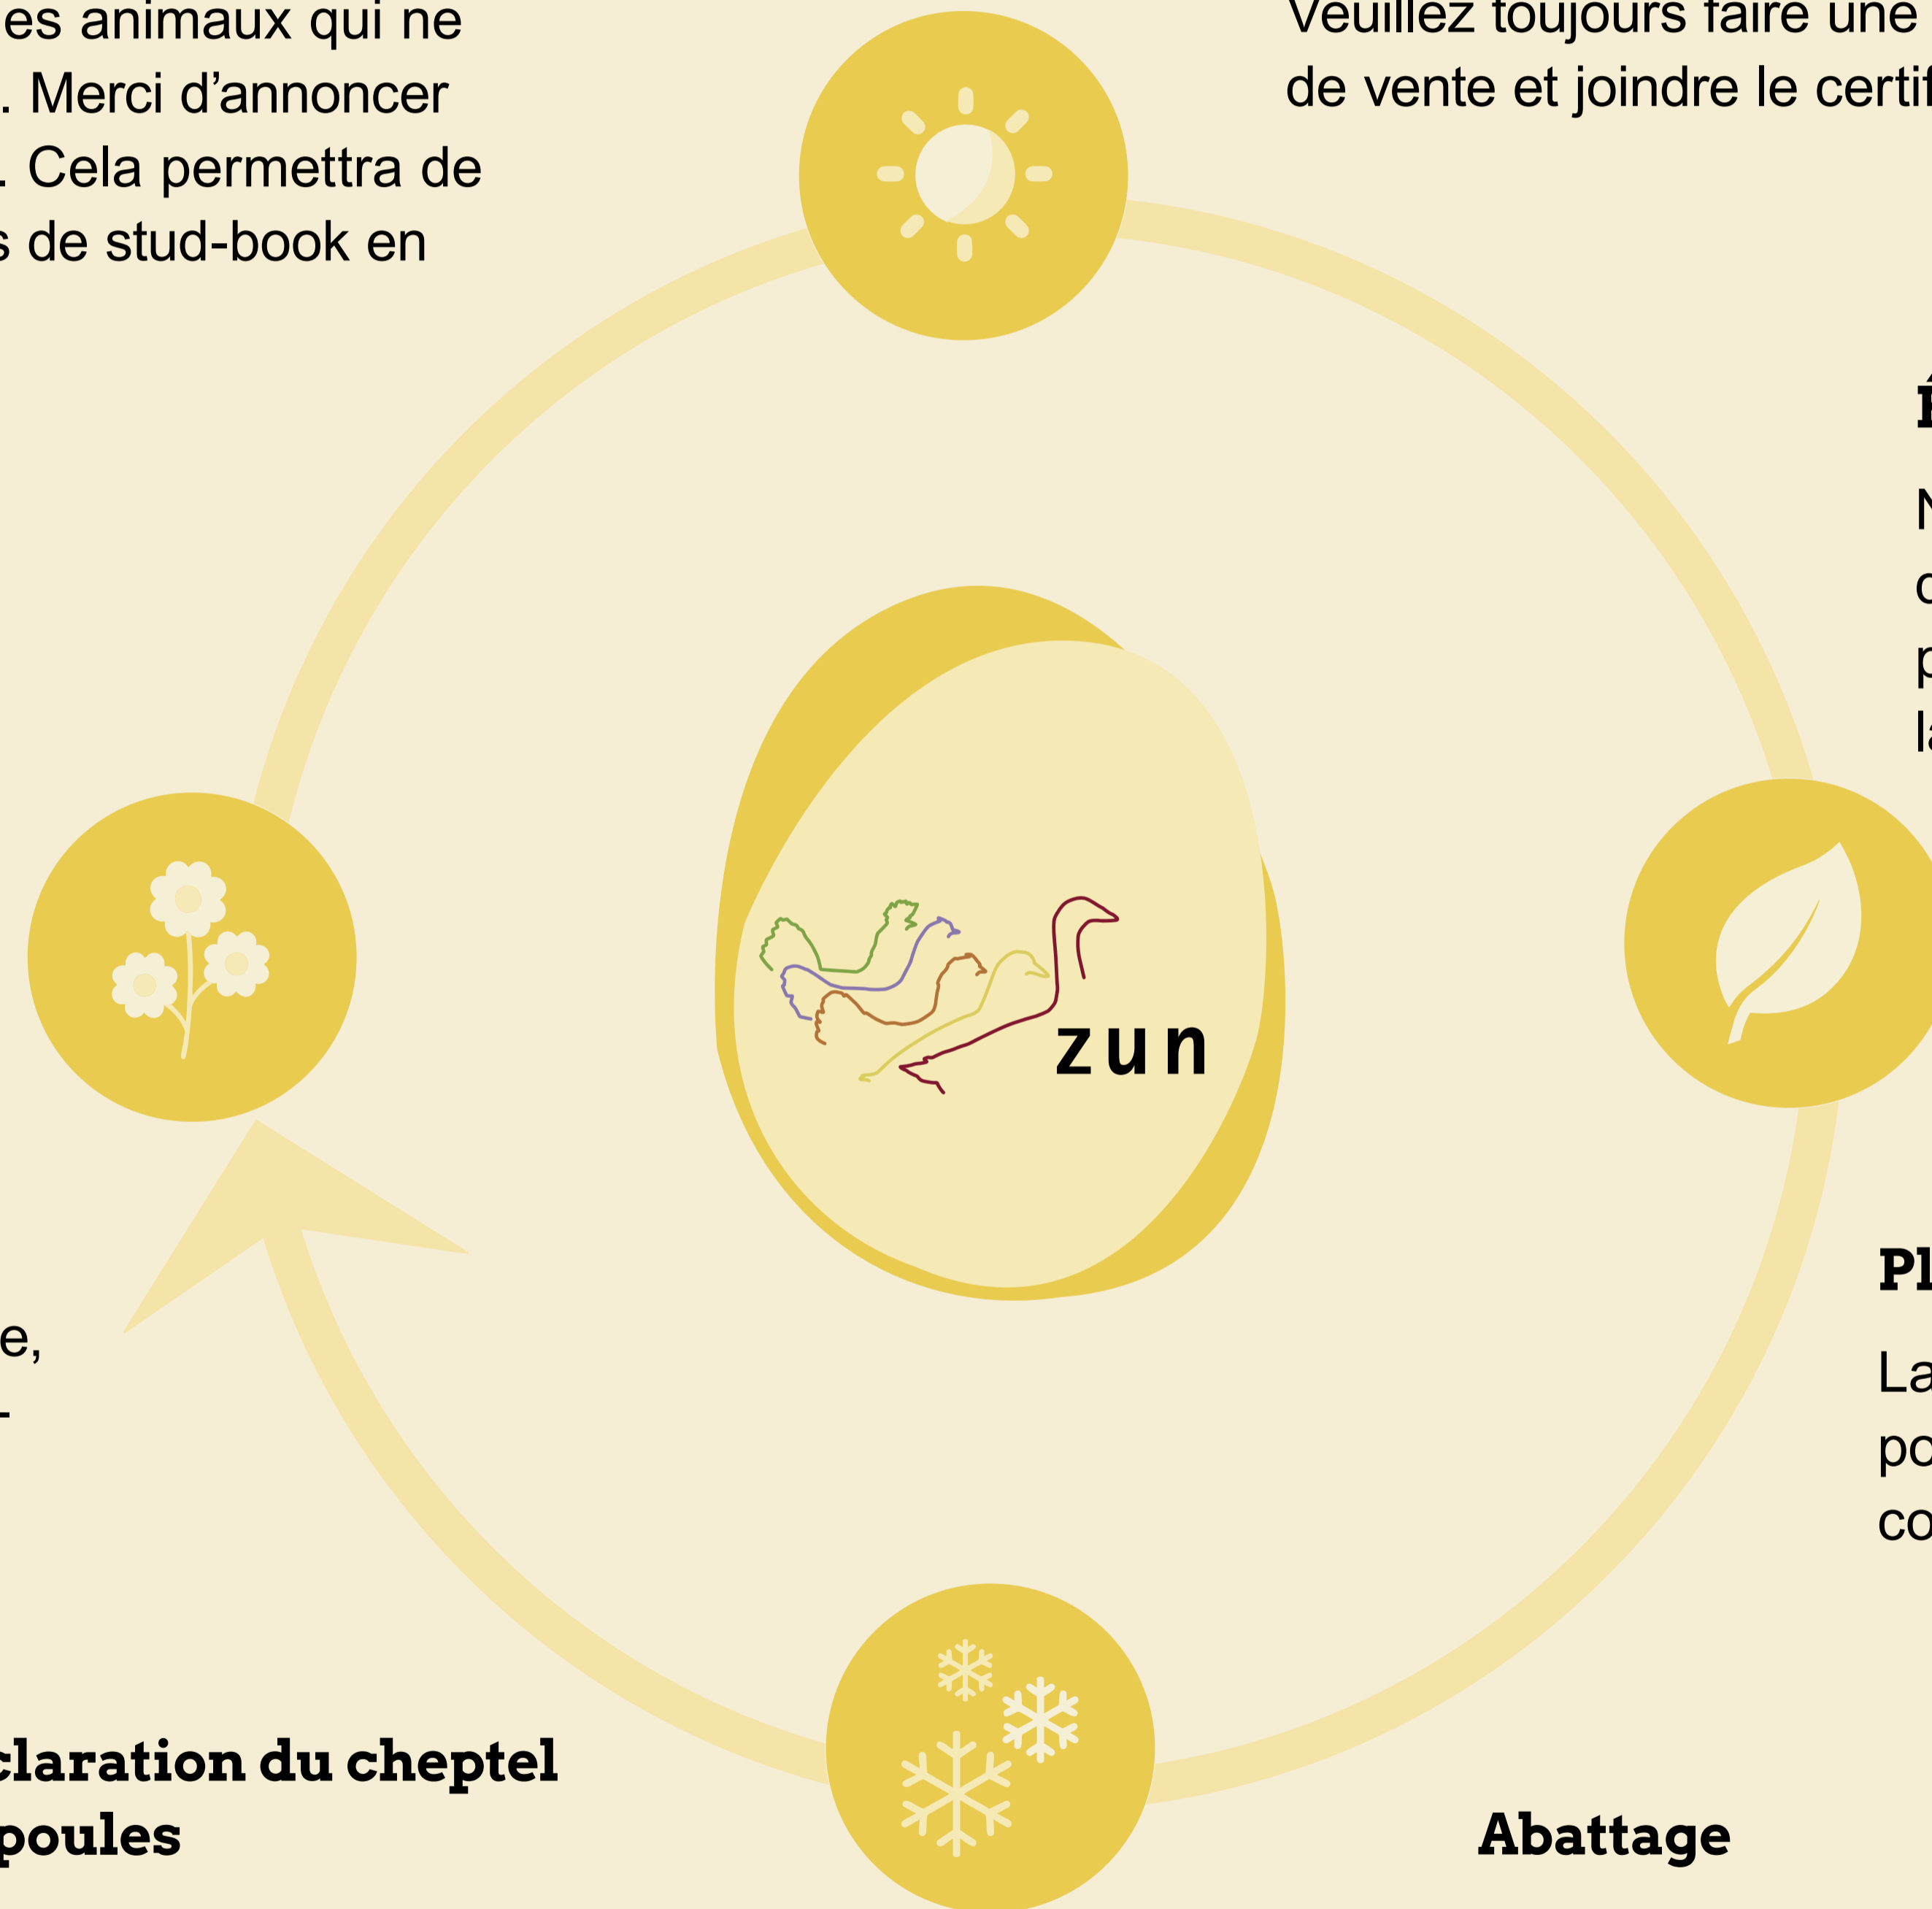 es animaux qui ne
. Merci d’annoncer
. Cela permettra de
s de stud-book en
Veuillez toujours faire une
de vente et joindre le certi
zun
Pl
La
po
co
e,
-
claration du cheptel
poules
Abattage